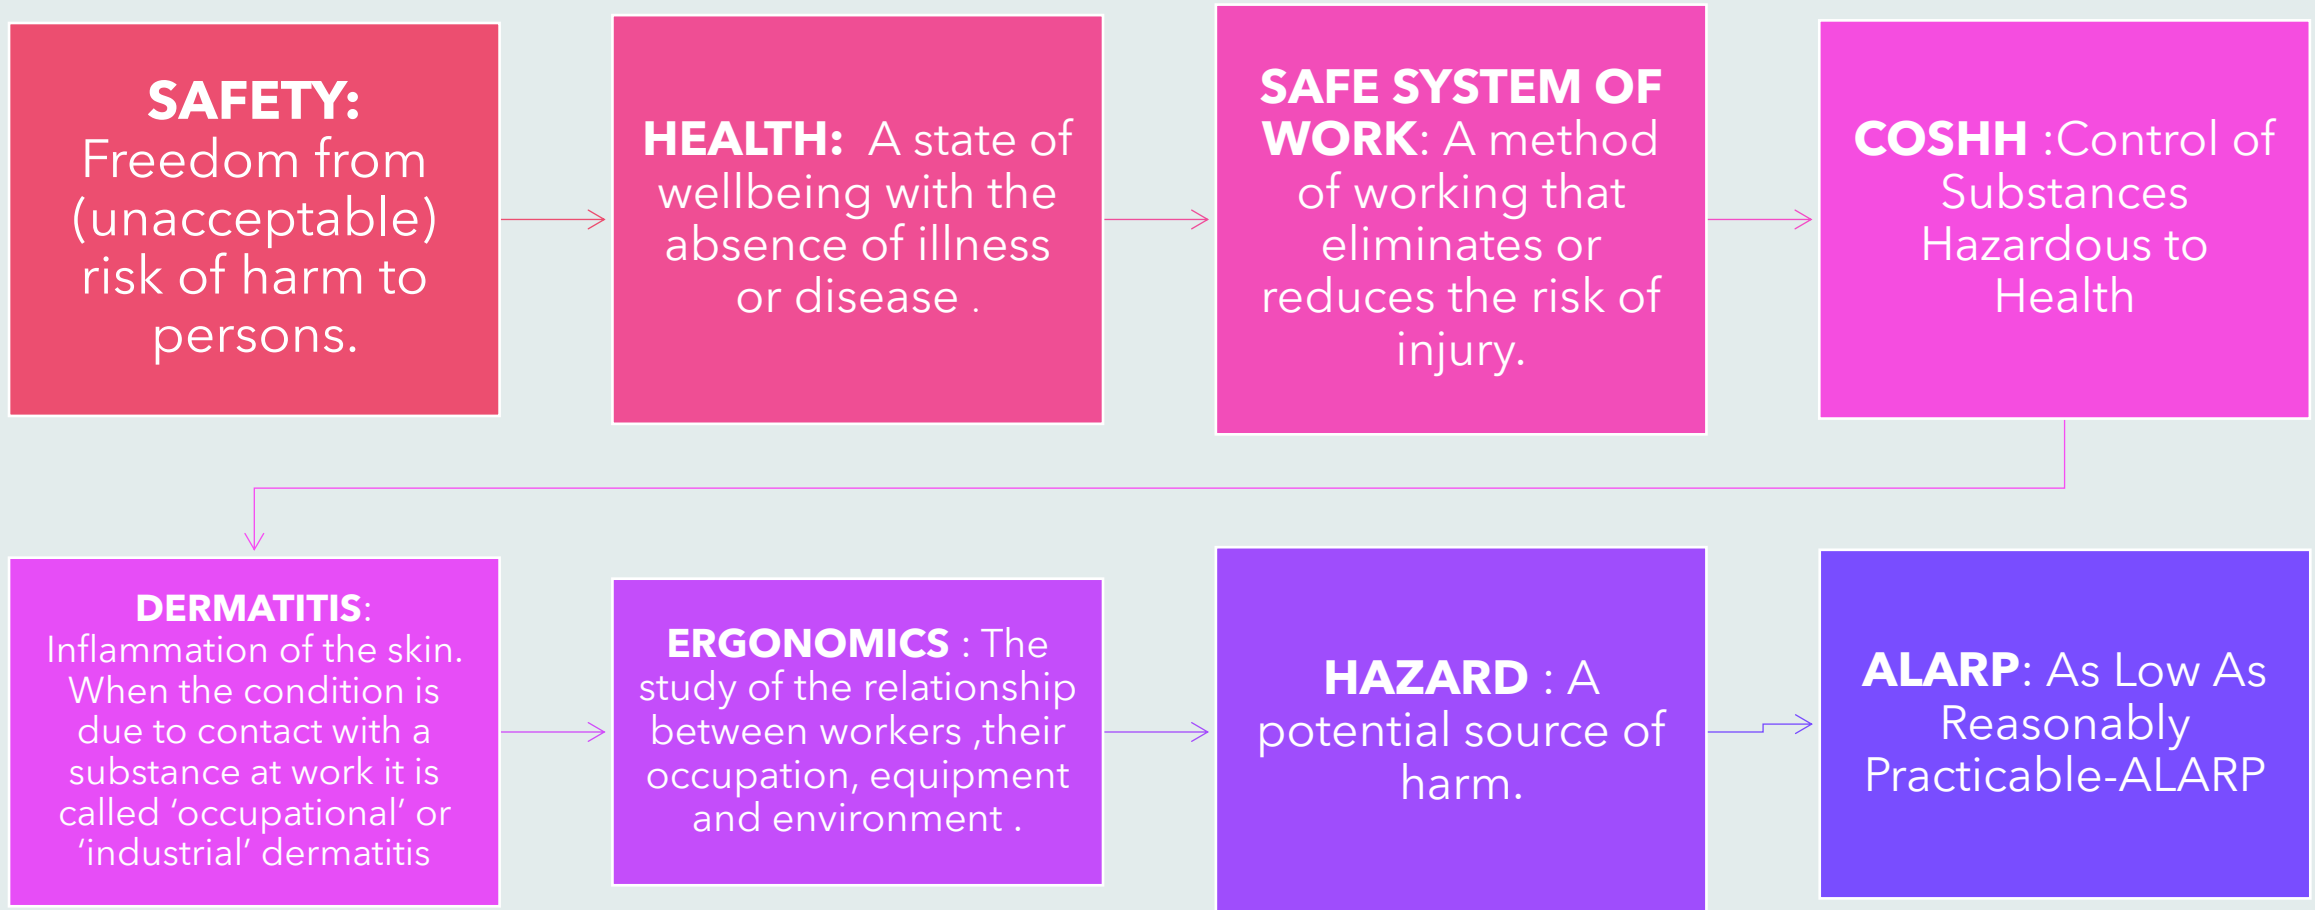 SAFETY:
Freedom from
(unacceptable)
risk of harm to
persons.
HEALTH:  A state of
wellbeing with the
absence of illness
or disease .
SAFE SYSTEM OF
WORK: A method
of working that
eliminates or
reduces the risk of
injury.
COSHH :Control of
Substances
Hazardous to
Health
DERMATITIS:
Inflammation of the skin.
When the condition is
due to contact with a
substance at work it is
called ‘occupational’ or
‘industrial’ dermatitis
ERGONOMICS : The
study of the relationship
between workers ,their
occupation, equipment
and environment .
HAZARD : A
potential source of
harm.
ALARP: As Low As
Reasonably
Practicable-ALARP